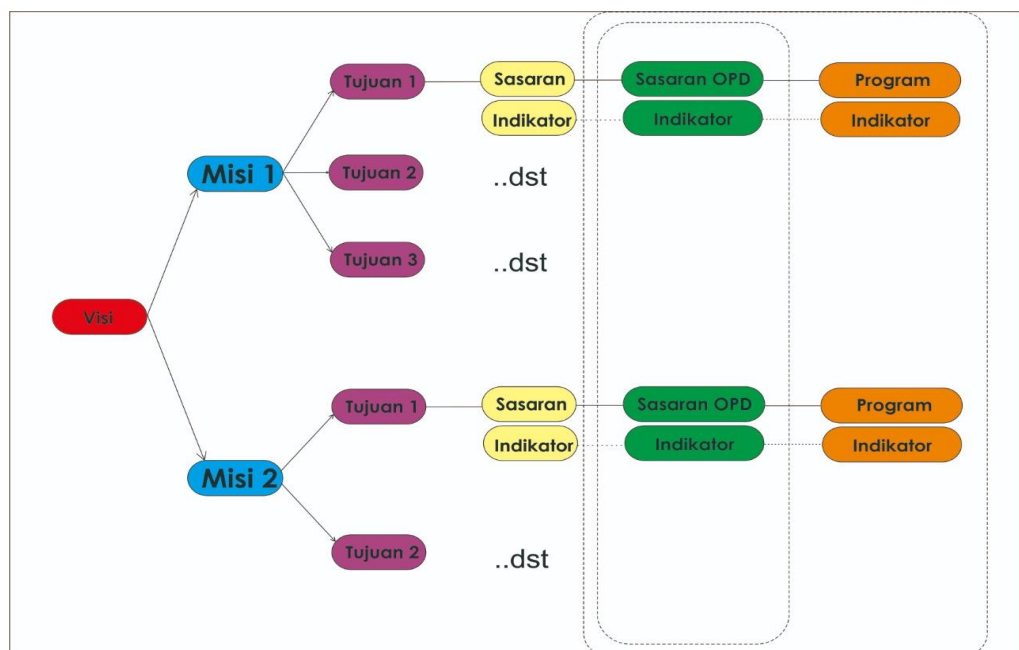 Tujuan 1
Sasaran
Sasaran OPD
Program
Indikator
Indikator
Indikator
Misi 1
Tujuan 2
..dst
Tujuan 3
..dst
Visi
Tujuan 1
Sasaran
Sasaran OPD
Program
Indikator
Indikator
Indikator
Misi 2
Tujuan 2
..dst